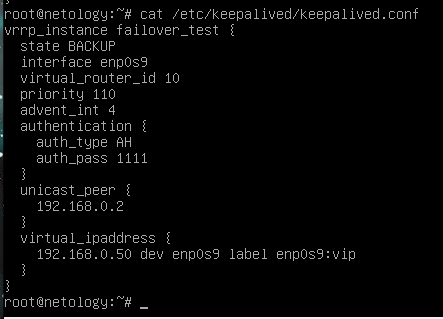 root@netology:~# cat /etc/keepalived/keepalived.conf
vrrp_instance failover_test {
  state BACKUP
  interface enp0s9
  virtual_router_id 10
  priority 110
  advent_int 4
  authentication {
    auth_type AH
    auth_pass 1111
  }
  unicast_peer {
    192.168.0.2
  }
  virtual_ipaddress {
    192.168.0.50 dev enp0s9 label enp0s9:vip
  }
}
root@netology:~# _